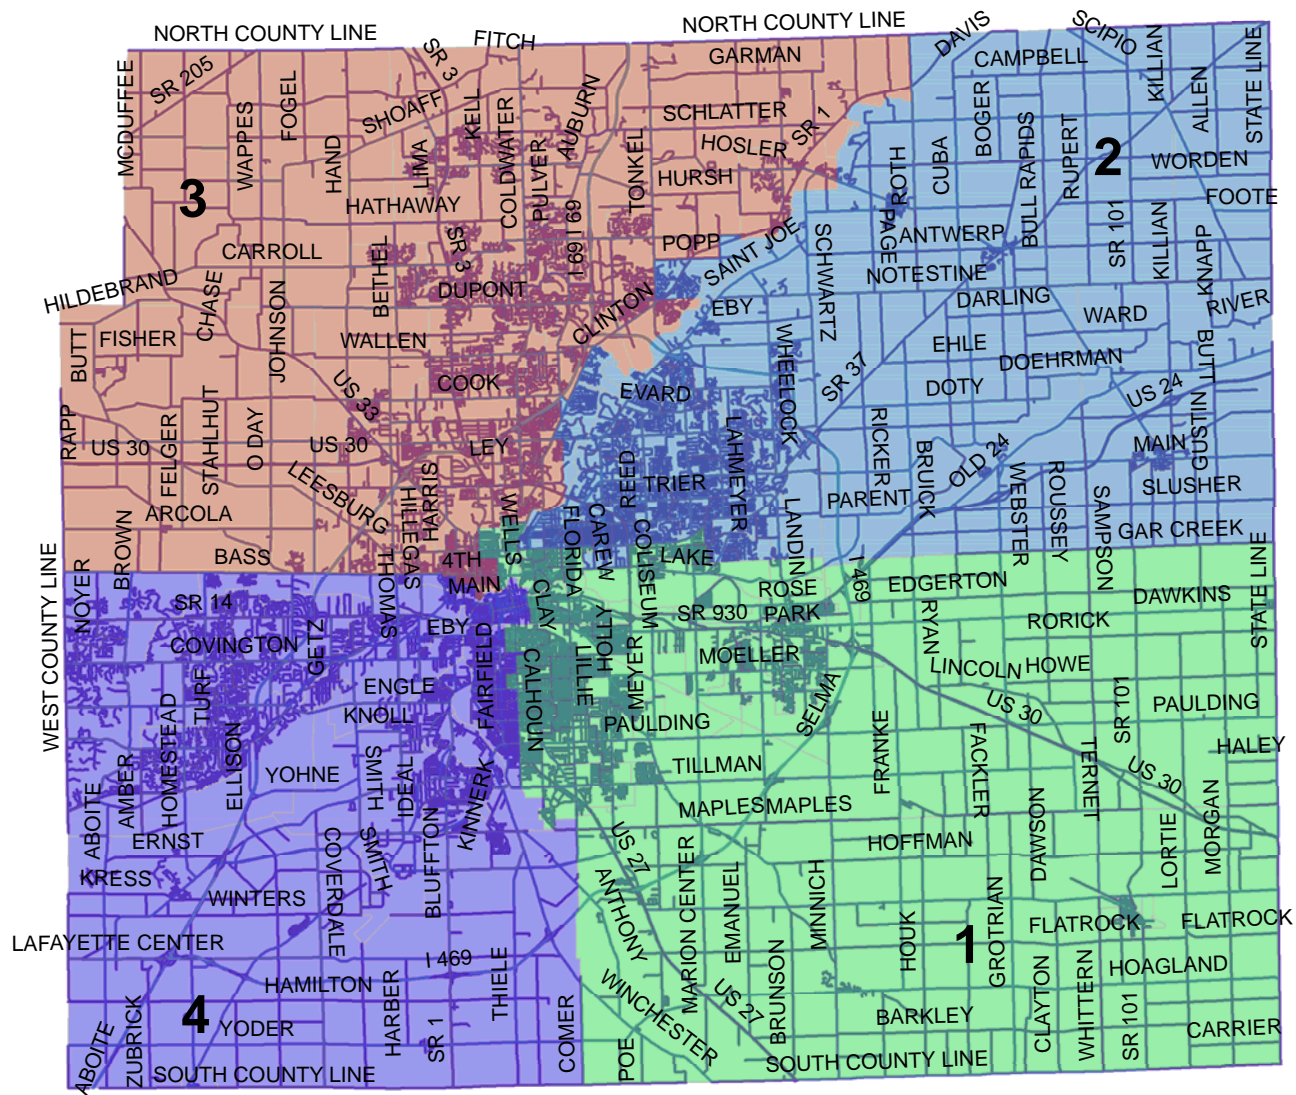 NORTH COUNTY LINE
FITCH
NORTH COUNTY LINE
DAVIS
SCIPIO
MCDUFFEE
SR 205
WAPPES
FOGEL
SHOAFF
HAND
SR 3
LIMA
KELL
COLDWATER
PULVER
AUBURN
TONKEL
GARMAN
SCHLATTER
HOSLER
SR 1
HURSH
CAMPBELL
KILLIAN
ALLEN
STATE LINE
BOGER
CUBA
ROTH
BULL RAPIDS
RUPERT
2
WORDEN
FOOTE
3
HATHAWAY
CARROLL
SR 3
I 69
I 69
POPP
SAINT JOE
SCHWARTZ
PAGE
ANTWERP
NOTESTINE
SR 101
KILLIAN
KNAPP
HILDEBRAND
CHASE
JOHNSON
BETHEL
DUPONT
CLINTON
EBY
DARLING
WARD
RIVER
BUTT
FISHER
WALLEN
WHEELOCK
EHLE
DOEHRMAN
BUTT
US 33
COOK
EVARD
SR 37
DOTY
US 24
RAPP
US 30
FELGER
STAHLHUT
O DAY
US 30
LEY
LAHMEYER
RICKER
BRUICK
OLD 24
MAIN
GUSTIN
LEESBURG
HARRIS
HILLEGAS
REED
TRIER
PARENT
WEBSTER
ROUSSEY
SAMPSON
SLUSHER
ARCOLA
BROWN
BASS
THOMAS
4TH
WELLS
FLORIDA
CAREW
COLISEUM
LAKE
LANDIN
GAR CREEK
WEST COUNTY LINE
NOYER
SR 14
MAIN
CLAY
ROSE
I 469
EDGERTON
DAWKINS
STATE LINE
COVINGTON
GETZ
EBY
FAIRFIELD
HOLLY
SR 930
PARK
RYAN
RORICK
TURF
ENGLE
CALHOUN
LILLIE
MEYER
MOELLER
SELMA
LINCOLN
HOWE
HOMESTEAD
KNOLL
PAULDING
US 30
SR 101
PAULDING
ELLISON
AMBER
ABOITE
YOHNE
SMITH
IDEAL
KINNERK
TILLMAN
FRANKE
FACKLER
TERNET
US 30
HALEY
ERNST
COVERDALE
SMITH
BLUFFTON
US 27
MAPLES
MAPLES
HOFFMAN
DAWSON
LORTIE
MORGAN
KRESS
WINTERS
ANTHONY
MARION CENTER
EMANUEL
MINNICH
HOUK
1
GROTRIAN
FLATROCK
FLATROCK
LAFAYETTE CENTER
HAMILTON
I 469
THIELE
WINCHESTER
US 27
BRUNSON
BARKLEY
CLAYTON
WHITTERN
HOAGLAND
SR 101
CARRIER
ABOITE
ZUBRICK
4
YODER
HARBER
SR 1
COMER
POE
SOUTH COUNTY LINE
SOUTH COUNTY LINE